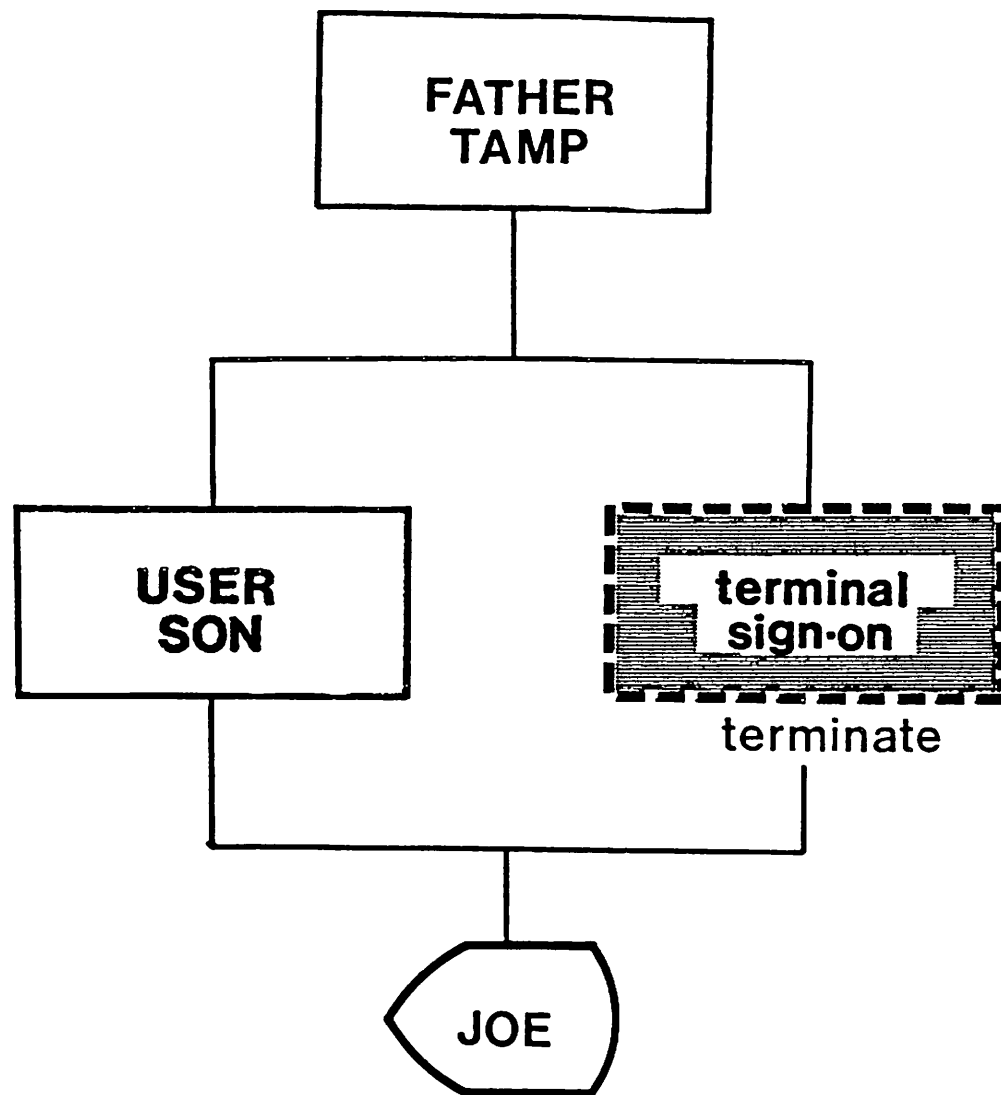 FATHER
TAMP
USER
SON
terminal
sign-on
terminate
JOE